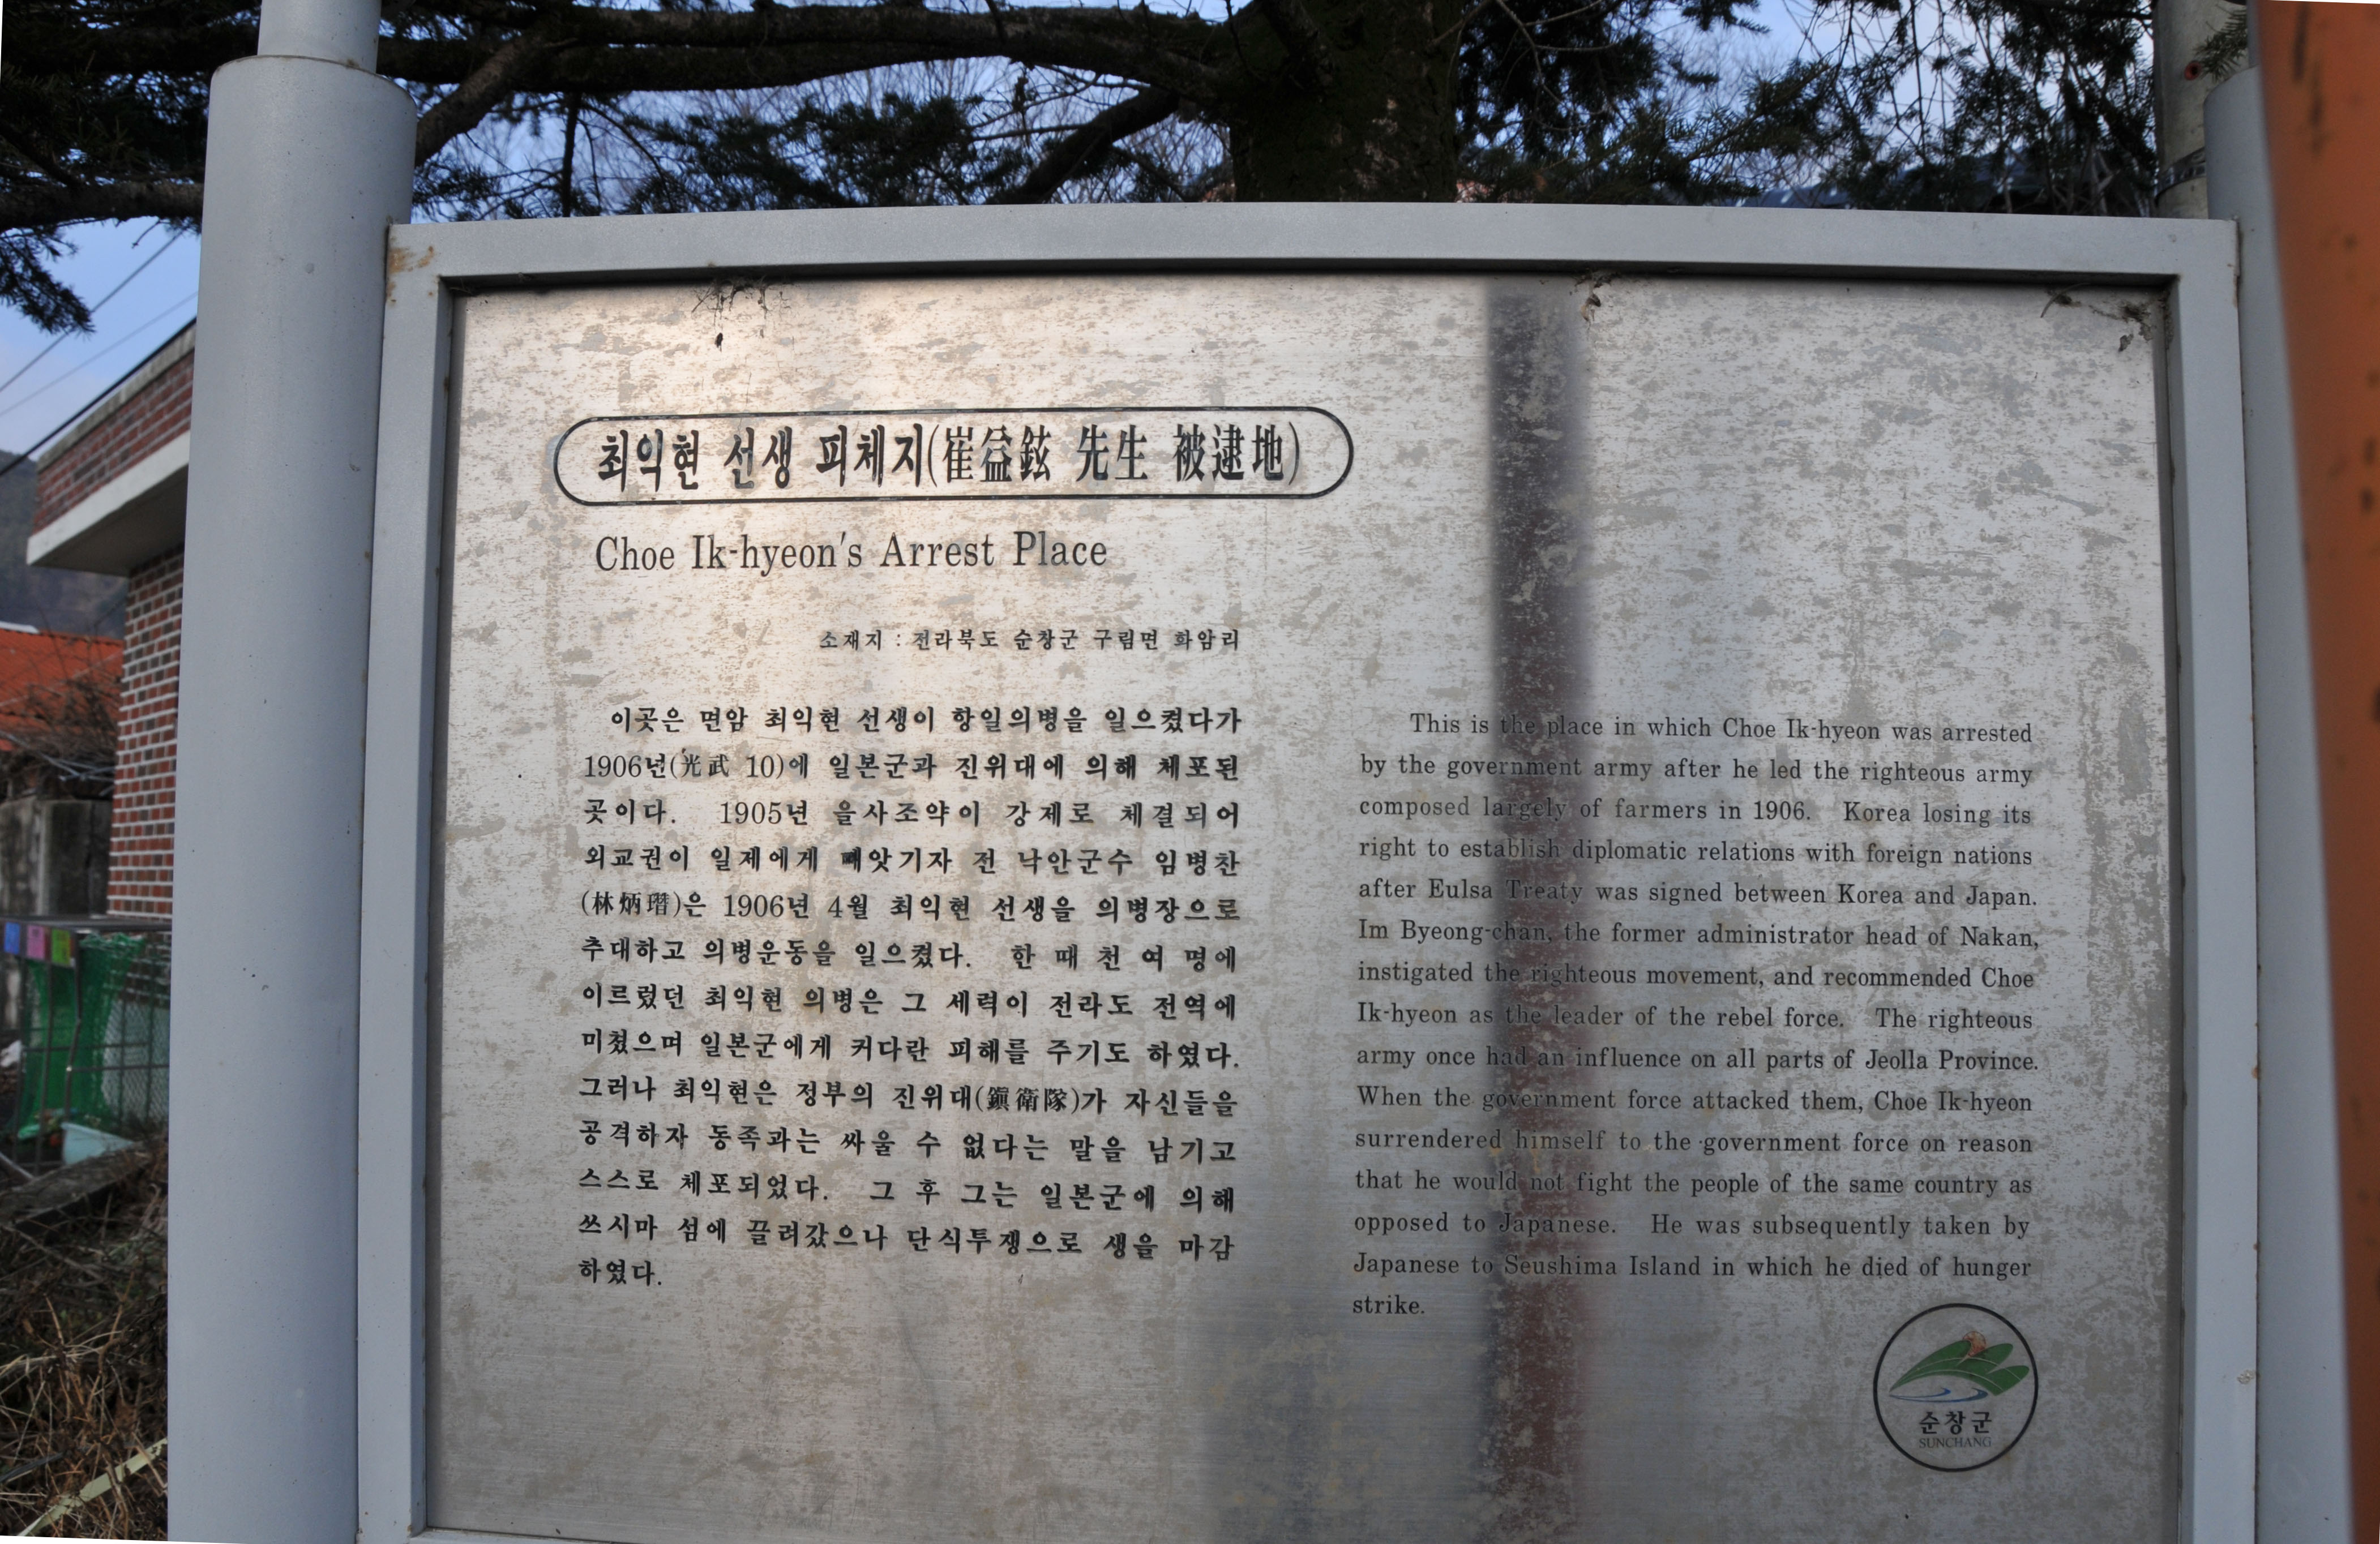 최익현 선생 피체지(崔益鉉 先生 被逮地)
Choe Ik-hyeon's Arrest Place
소재지 : 전라북도 순창군 구림면 화암리
이곳은 면암 최익현 선생이 항일의병을 일으켰다가
1906년(光武 10)에 일본군과 진위대에 의해 체포된
곳이다. 1905년 을사조약이 강제로 체결되어
외교권이 일제에게 빼앗기자 전 낙안군수 임병찬
(林炳瓚)은 1906년 4월 최익현 선생을 의병장으로
추대하고 의병운동을 일으켰다. 한 때 천 여 명에
이르렀던 최익현 의병은 그 세력이 전라도 전역에
미쳤으며 일본군에게 커다란 피해를 주기도 하였다.
그러나 최익현은 정부의 진위대(鎭衛隊)가 자신들을
공격하자 동족과는 싸울 수 없다는 말을 남기고
스스로 체포되었다. 그 후 그는 일본군에 의해
쓰시마 섬에 끌려갔으나 단식투쟁으로 생을 마감
하였다.
This is the place in which Choe Ik-hyeon was arrested
by the government army after he led the righteous army
composed largely of farmers in 1906. Korea losing its
right to establish diplomatic relations with foreign nations
after Eulsa Treaty was signed between Korea and Japan.
Im Byeong-chan, the former administrator head of Nakan,
instigated the righteous movement, and recommended Choe
Ik-hyeon as the leader of the rebel force. The righteous
army once had an influence on all parts of Jeolla Province.
When the government force attacked them, Choe Ik-hyeon
surrendered himself to the government force on reason
that he would not fight the people of the same country as
opposed to Japanese. He was subsequently taken by
Japanese to Seushima Island in which he died of hunger
strike.
순창군
SUNCHANG